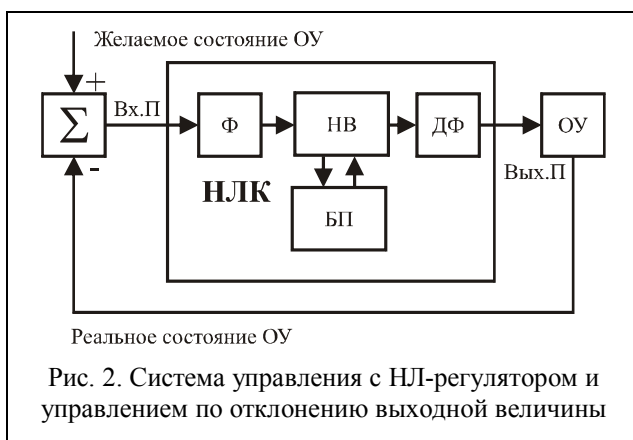 Желаемое состояние ОУ
+
Σ
-
Вх.П
Ф
НВ
ДФ
ОУ
Вых.П
НЛК
БП
Реальное состояние ОУ
Рис. 2. Система управления с НЛ-регулятором и
управлением по отклонению выходной величины